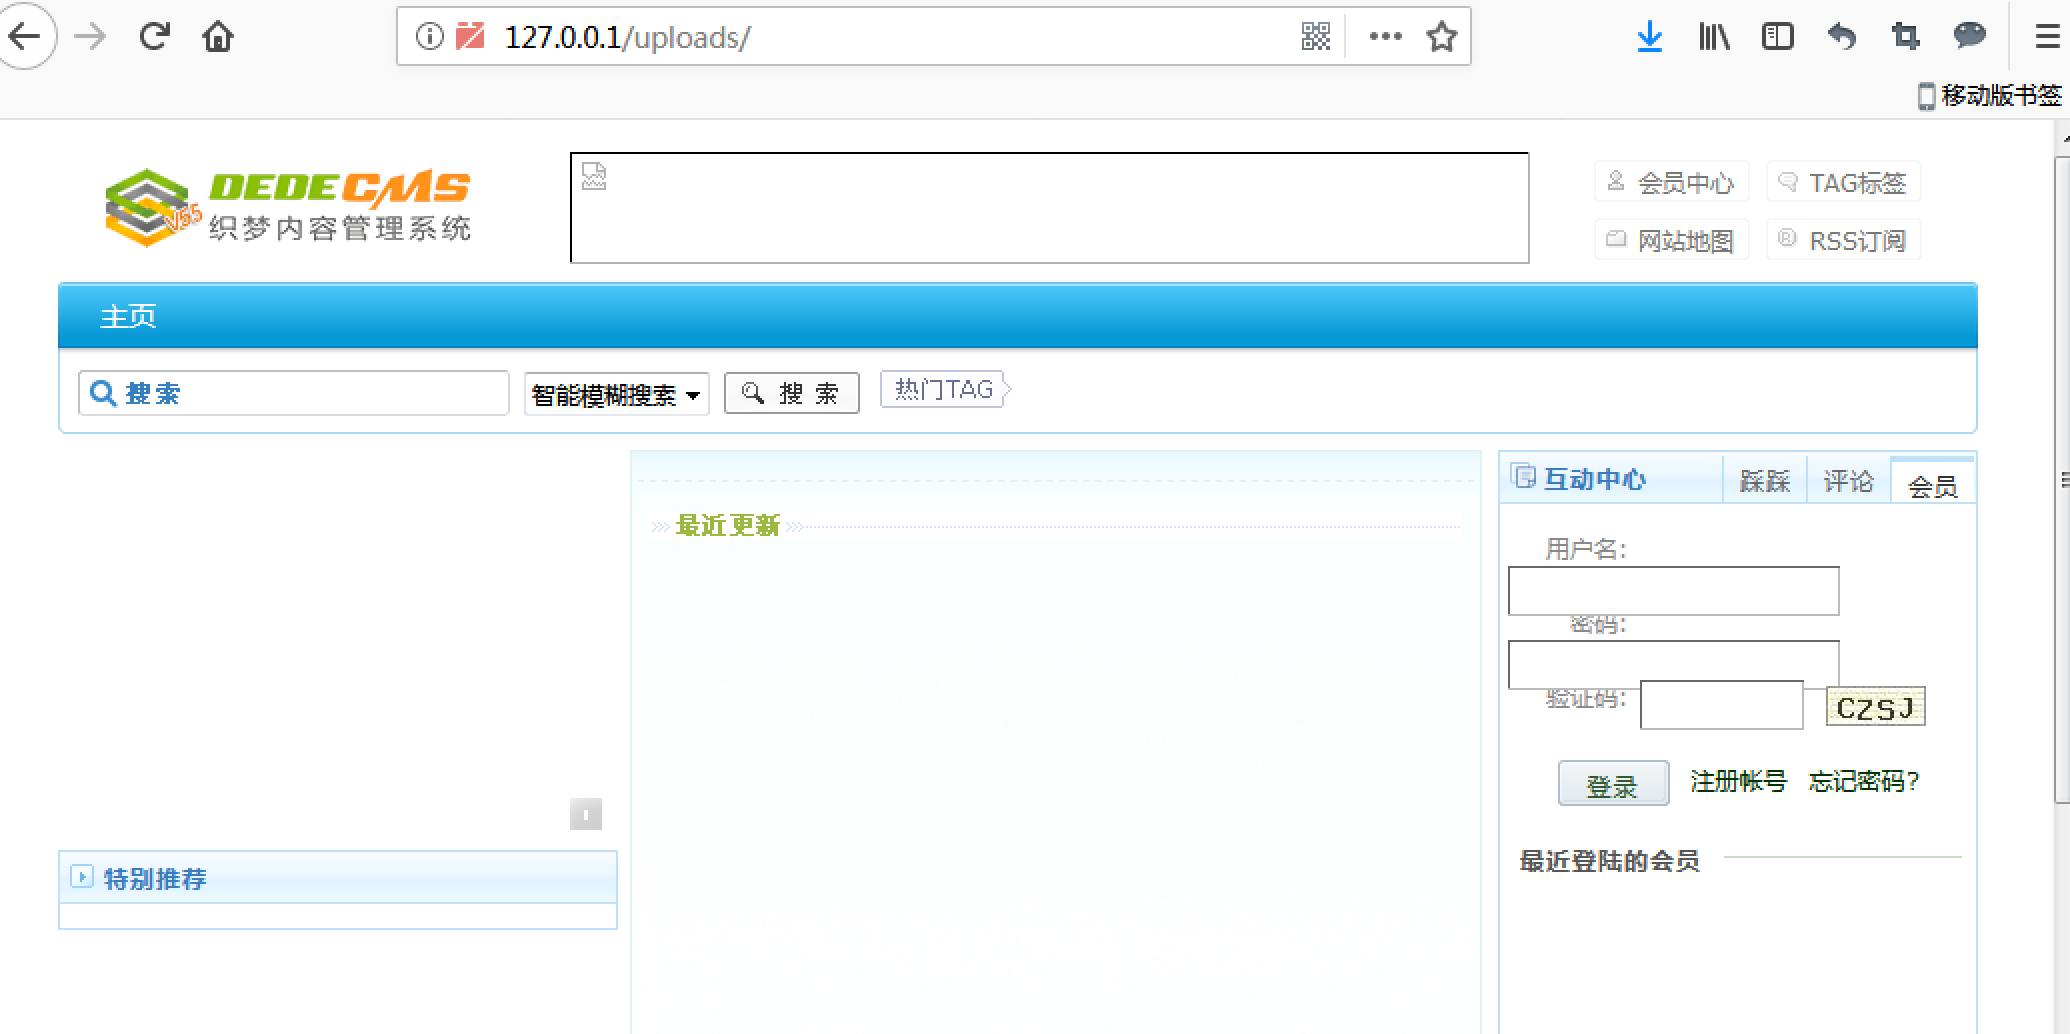 127.0.0.1/uploads/
移动版书签
DEDECMS
V55
织梦内容管理系统
会员中心
TAG标签
网站地图
RSS订阅
主页
搜索
智能模糊搜索
搜 索
热门TAG
互动中心
踩踩
评论
会员
最近更新
用户名:
密码:
验证码:
CZSJ
登录
注册帐号
忘记密码?
最近登陆的会员
特别推荐